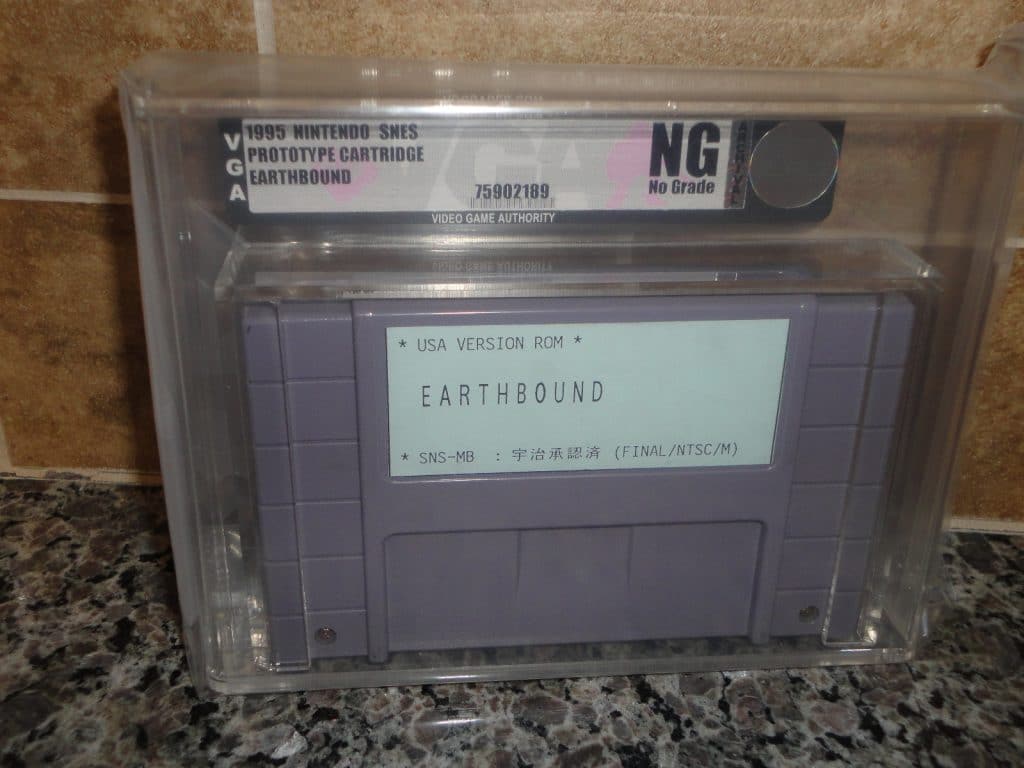 VGA
1995 NINTENDO SNES
PROTOTYPE CARTRIDGE
EARTHBOUND
VGA
75902189
NG
No Grade
VIDEO GAME AUTHORITY
* USA VERSION ROM *
EARTHBOUND
* SNS-MB : 宇治承認済 (FINAL/NTSC/M)